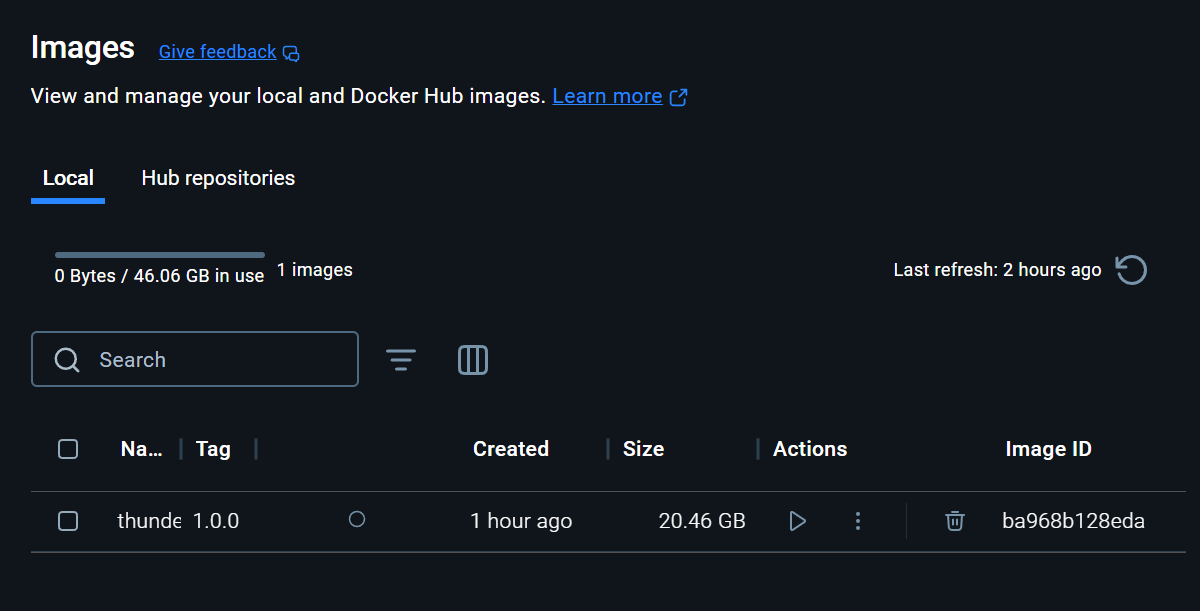 Images Give feedback
View and manage your local and Docker Hub images. Learn more
Local Hub repositories
0 Bytes / 46.06 GB in use 1 images Last refresh: 2 hours ago
Search
Na... Tag Created Size Actions Image ID
thunde 1.0.0 1 hour ago 20.46 GB ba968b128eda